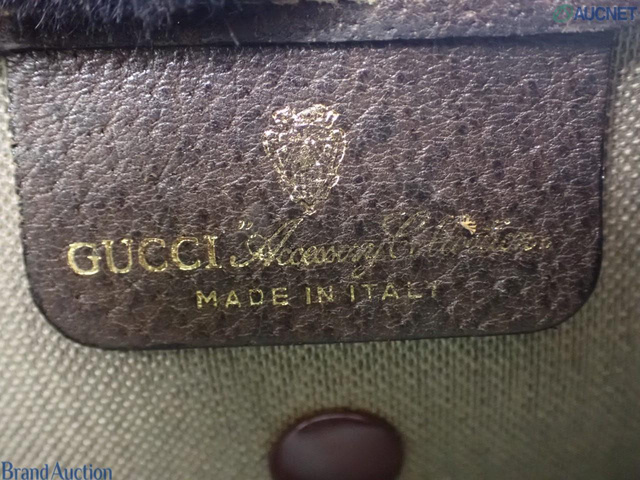 AUCNET
GUCCI "Accessory Collection"
MADE IN ITALY
Brand Auction